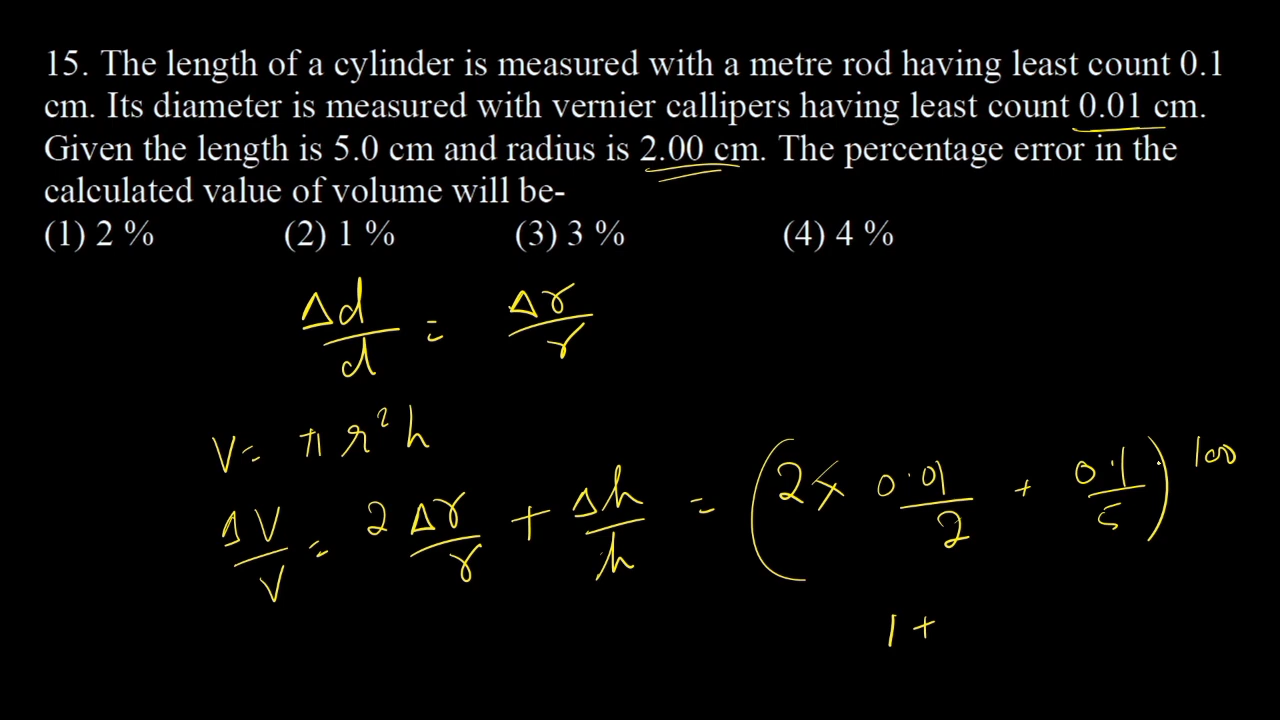 15. The length of a cylinder is measured with a metre rod having least count 0.1
cm. Its diameter is measured with vernier callipers having least count 0.01 cm.
Given the length is 5.0 cm and radius is 2.00 cm. The percentage error in the
calculated value of volume will be-
(1) 2 % (2) 1 % (3) 3 % (4) 4 %
Δd/d = Δr/r
V = πr²h
ΔV/V = 2 Δr/r + Δh/h = (2 × 0.01/2 + 0.1/5) 100
1 +